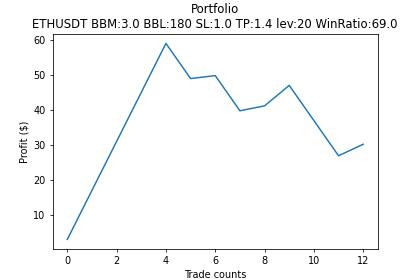 Portfolio
ETHUSDT BBM:3.0 BBL:180 SL:1.0 TP:1.4 lev:20 WinRatio:69.0
60
50
40
30
20
10
Profit ($)
0 2 4 6 8 10 12
Trade counts